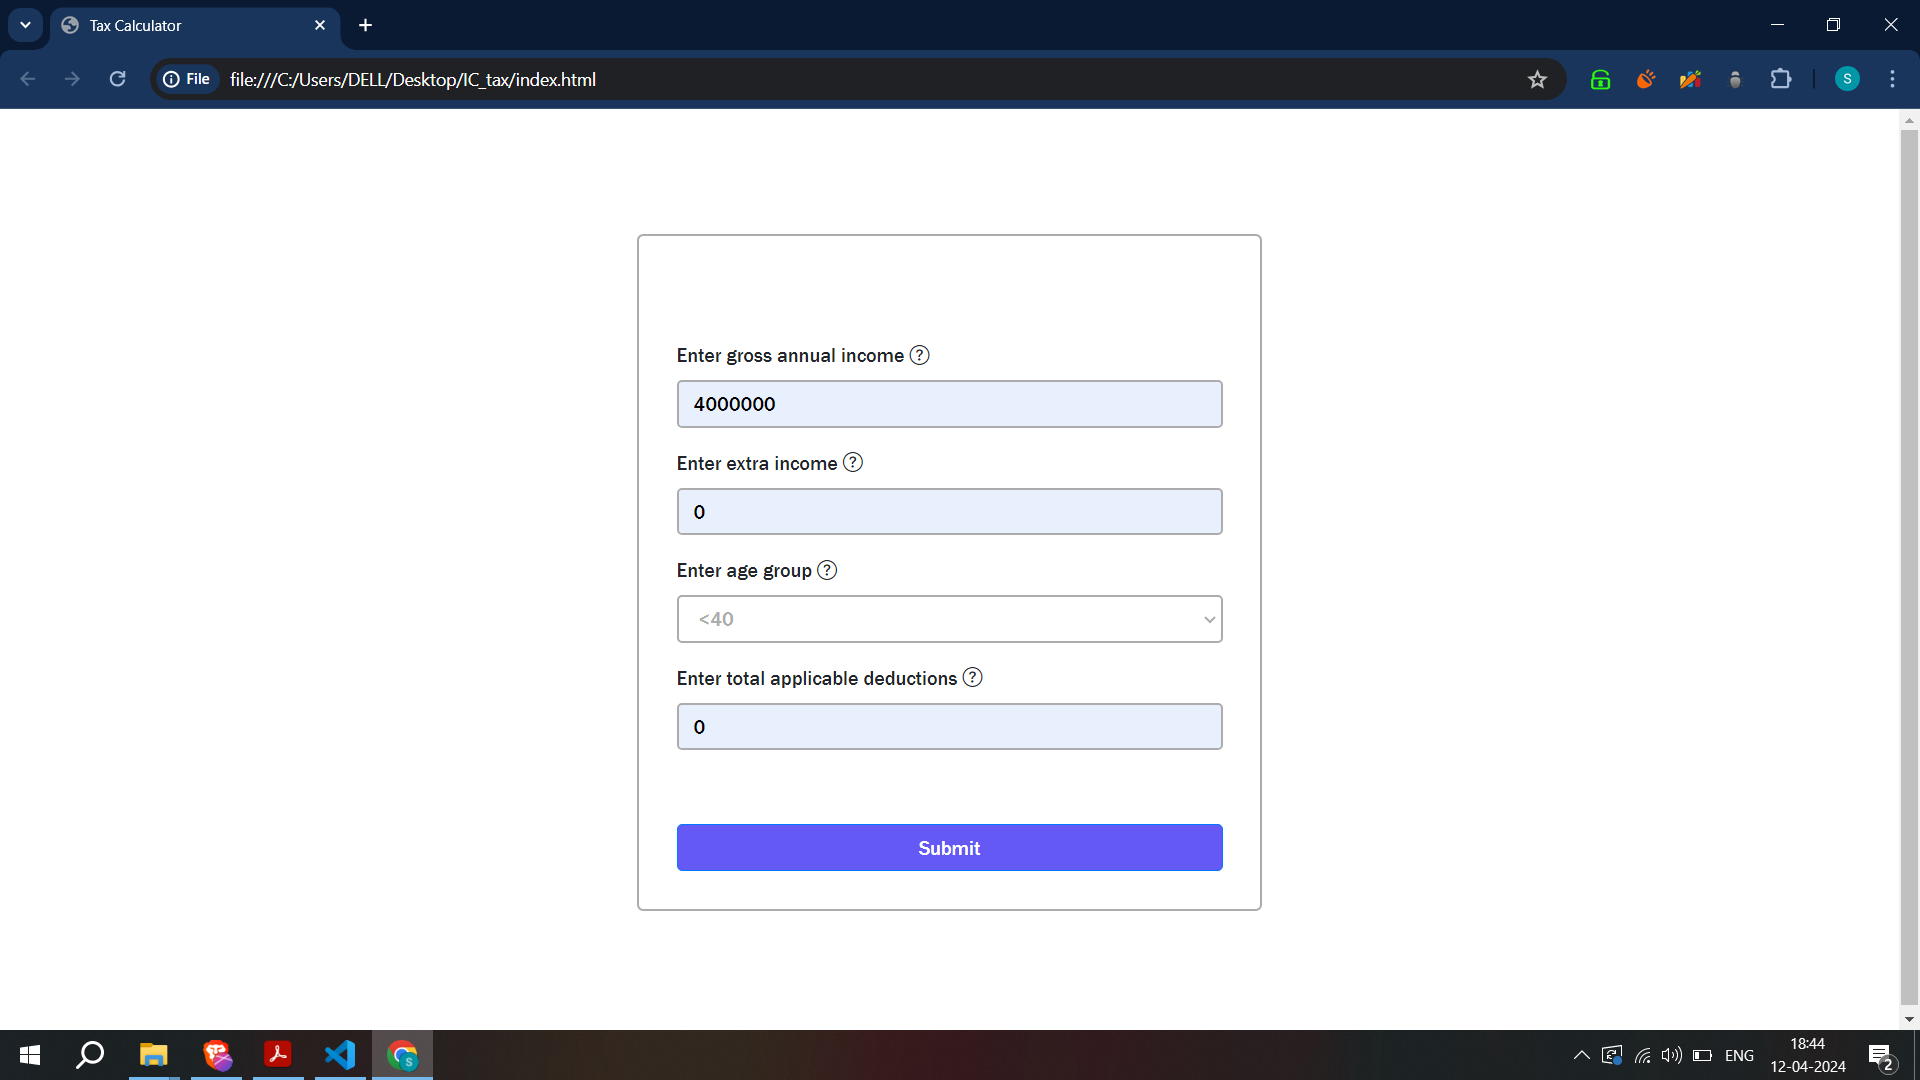 Tax Calculator
File file:///C:/Users/DELL/Desktop/IC_tax/index.html
S
Enter gross annual income ?
4000000
Enter extra income ?
0
Enter age group ?
<40
Enter total applicable deductions ?
0
Submit
S
ENG
18:44
12-04-2024
2